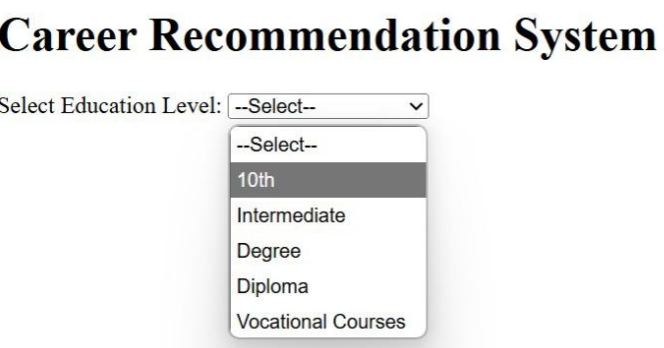 Career Recommendation System
Select Education Level: --Select--
--Select--
10th
Intermediate
Degree
Diploma
Vocational Courses